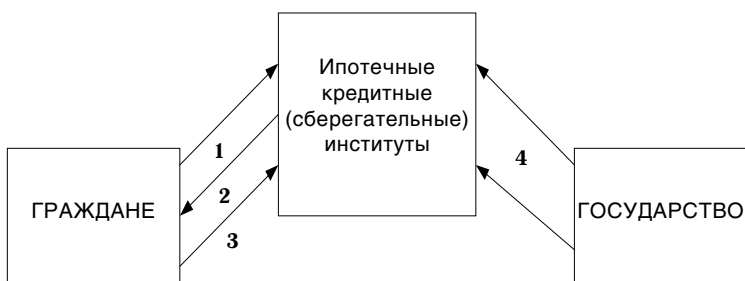 Ипотечные
кредитные
(сберегательные)
институты
1
4
2
ГРАЖДАНЕ
ГОСУДАРСТВО
3